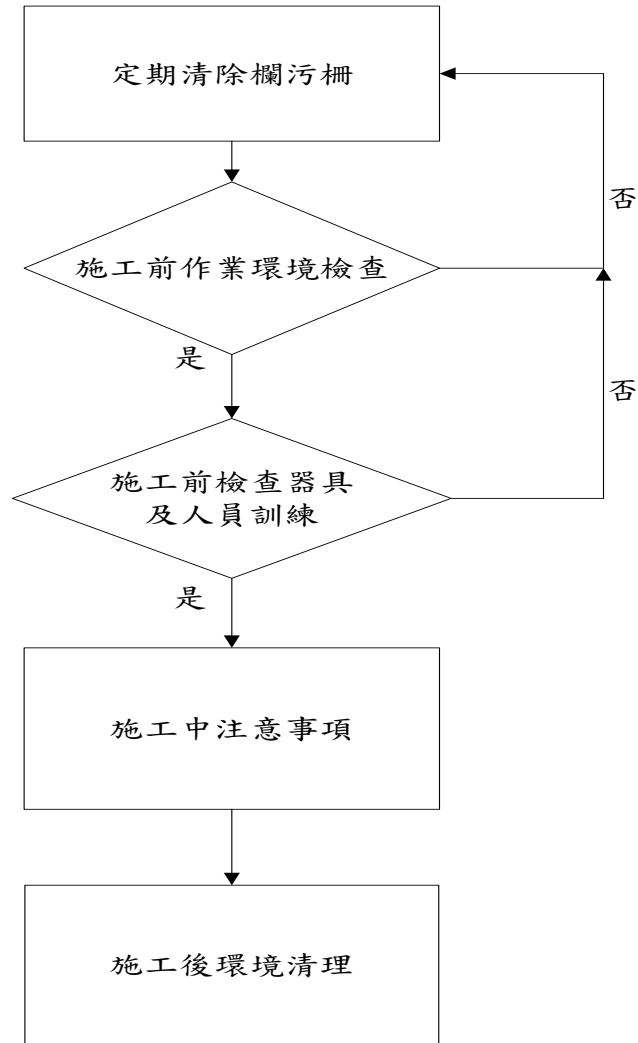 定期清除欄污柵
否
施工前作業環境檢查
是
否
施工前檢查器具
及人員訓練
是
施工中注意事項
施工後環境清理